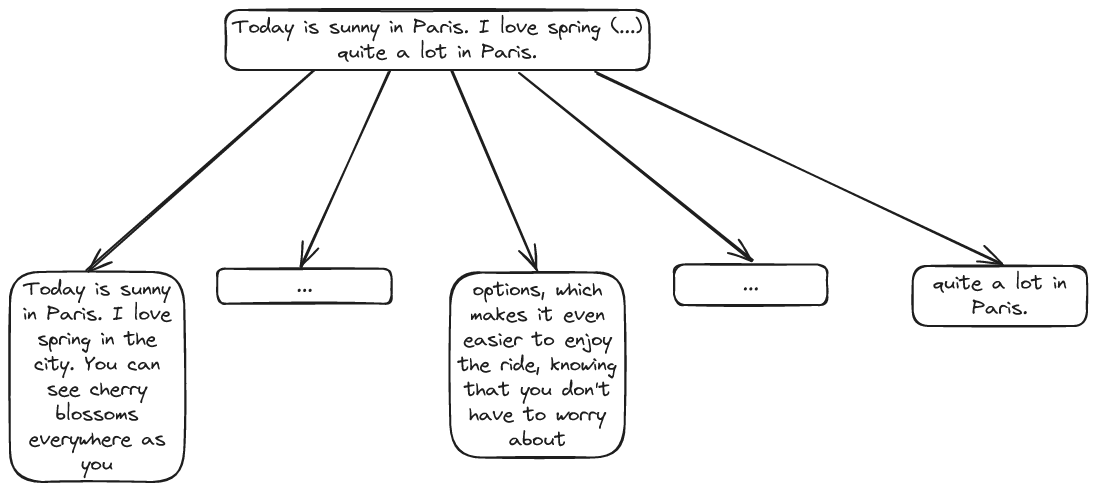 Today is sunny in Paris. I love spring (...)
quite a lot in Paris.
Today is sunny
in Paris. I love
spring in the
city. You can
see cherry
blossoms
everywhere as
you
...
options, which
makes it even
easier to enjoy
the ride, knowing
that you don't
have to worry
about
...
quite a lot in
Paris.